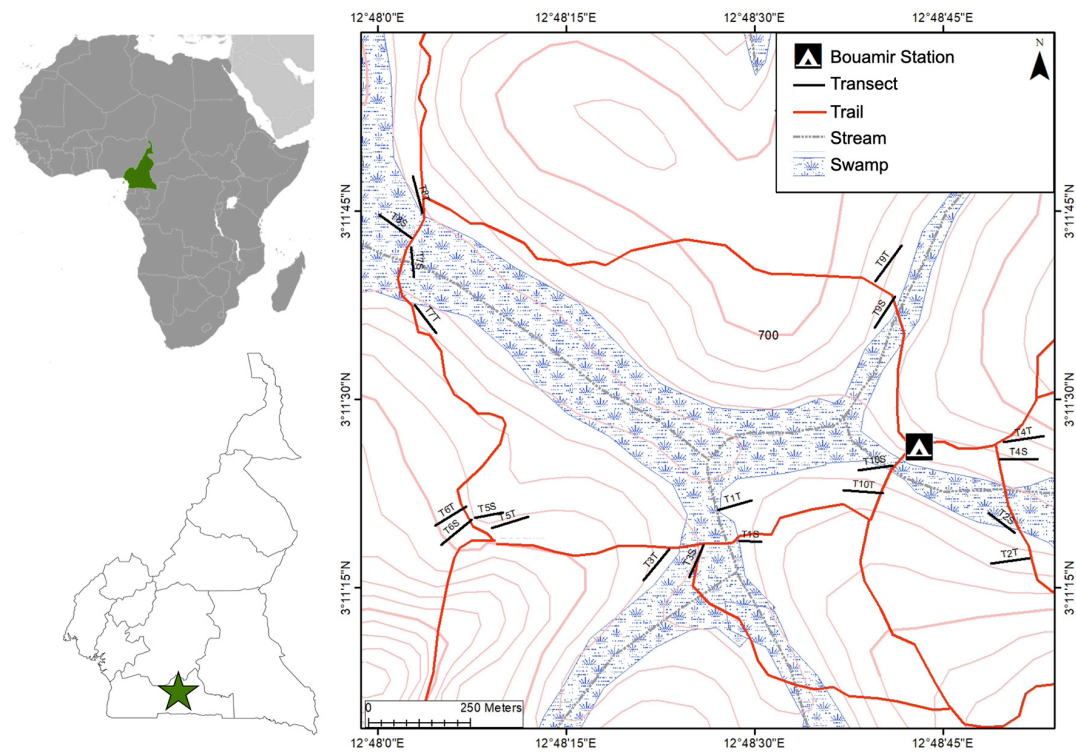 12°48'0"E 12°48'15"E 12°48'30"E 12°48'45"E
N
Bouamir Station
Transect
Trail
Stream
Swamp
3°11'45"N 3°11'45"N
T8T
T8S
T7S
T7T
T9T
T9S
700
3°11'30"N 3°11'30"N
T4T
T4S
T10S
T10T
T1T
T2S
T6T
T6S
T5S
T5T
T1S
T3T
T3S
T2T
3°11'15"N 3°11'15"N
0 250 Meters
12°48'0"E 12°48'15"E 12°48'30"E 12°48'45"E